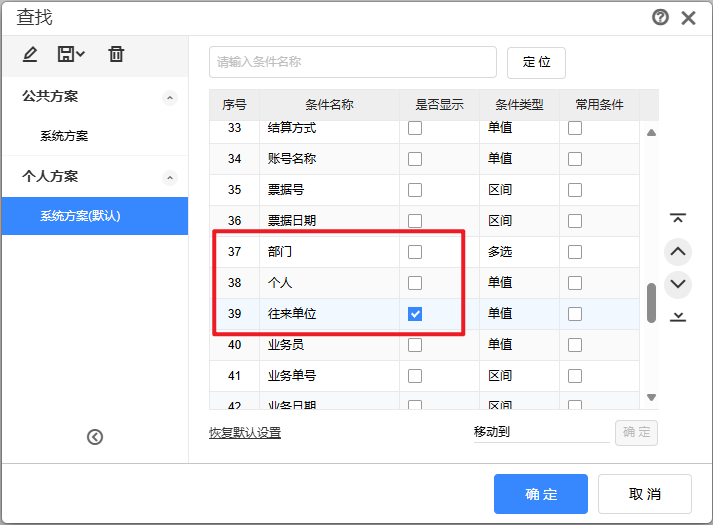 查找
请输入条件名称
定 位
公共方案
系统方案
个人方案
系统方案(默认)
序号 条件名称 是否显示 条件类型 常用条件
33 结算方式 单值
34 账号名称 单值
35 票据号 区间
36 票据日期 区间
37 部门 多选
38 个人 单值
39 往来单位 单值
40 业务员 单值
41 业务单号 区间
42 业务日期 区间
恢复默认设置
移动到
确 定
确 定
取 消